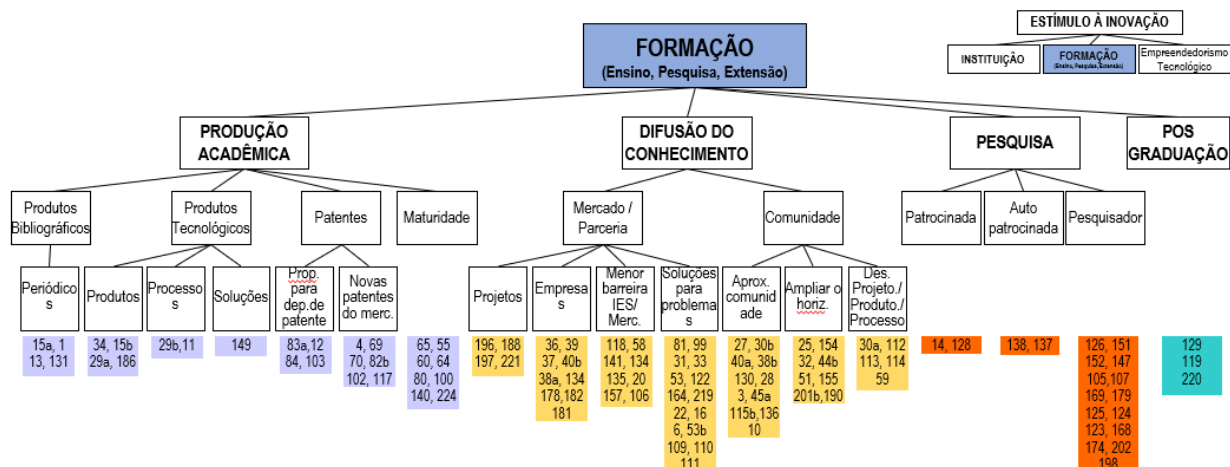 ESTÍMULO À INOVAÇÃO
INSTITUIÇÃO
FORMAÇÃO
(Ensino, Pesquisa, Extensão)
Empreendedorismo
Tecnológico
FORMAÇÃO
(Ensino, Pesquisa, Extensão)
PRODUÇÃO
ACADÊMICA
DIFUSÃO DO
CONHECIMENTO
PESQUISA
POS
GRADUAÇÃO
Produtos
Bibliográficos
Produtos
Tecnológicos
Patentes
Maturidade
Mercado /
Parceria
Comunidade
Patrocinada
Auto
patrocinada
Pesquisador
Periódico
s
Produtos
Processo
s
Soluções
Prop.
para
dep.de
patente
Novas
patentes
do merc.
Projetos
Empresa
s
Menor
barreira
IES/
Merc.
Soluções
para
problema
s
Aprox.
comunid
ade
Ampliar o
horiz.
Des.
Projeto./
Produto./
Processo
15a, 1
13, 131
34, 15b
29a, 186
29b,11
149
83a,12
84, 103
4, 69
70, 82b
102, 117
65, 55
60, 64
80, 100
140, 224
196, 188
197, 221
36, 39
37, 40b
38a, 134
178,182
181
118, 58
141, 134
135, 20
157, 106
81, 99
31, 33
53, 122
164, 219
22, 16
6, 53b
109, 110
111
27, 30b
40a, 38b
130, 28
3, 45a
115b,136
10
25, 154
32, 44b
51, 155
201b,190
30a, 112
113, 114
59
14, 128
138, 137
126, 151
152, 147
105,107
169, 179
125, 124
123, 168
174, 202
198
129
119
220